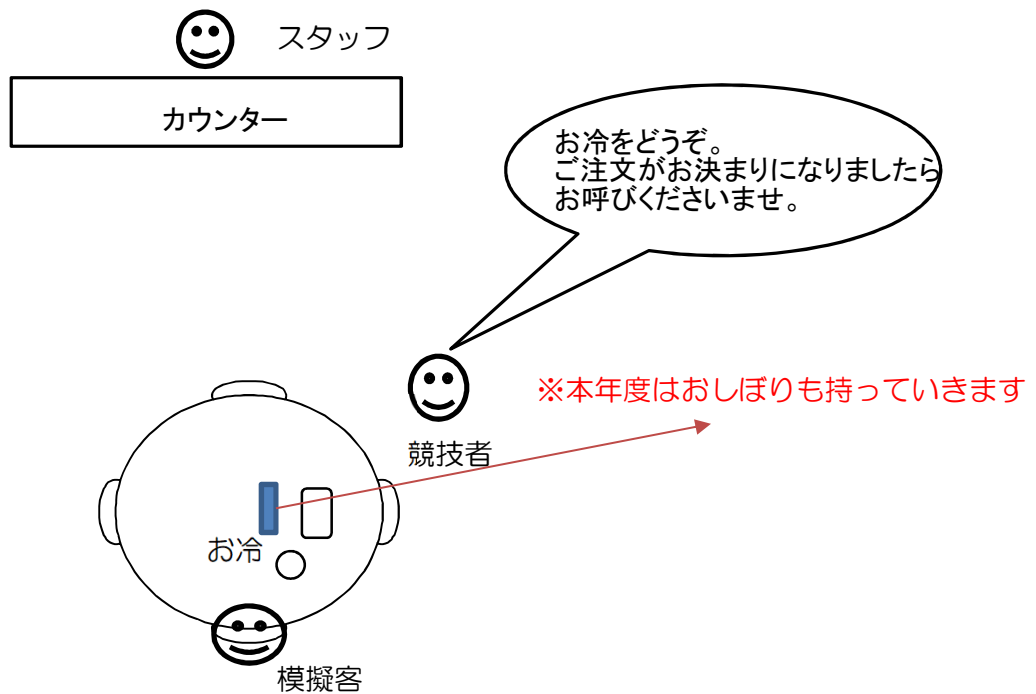 スタッフ
カウンター
お冷をどうぞ。
ご注文がお決まりになりましたら
お呼びくださいませ。
※本年度はおしぼりも持っていきます
競技者
お冷
模擬客